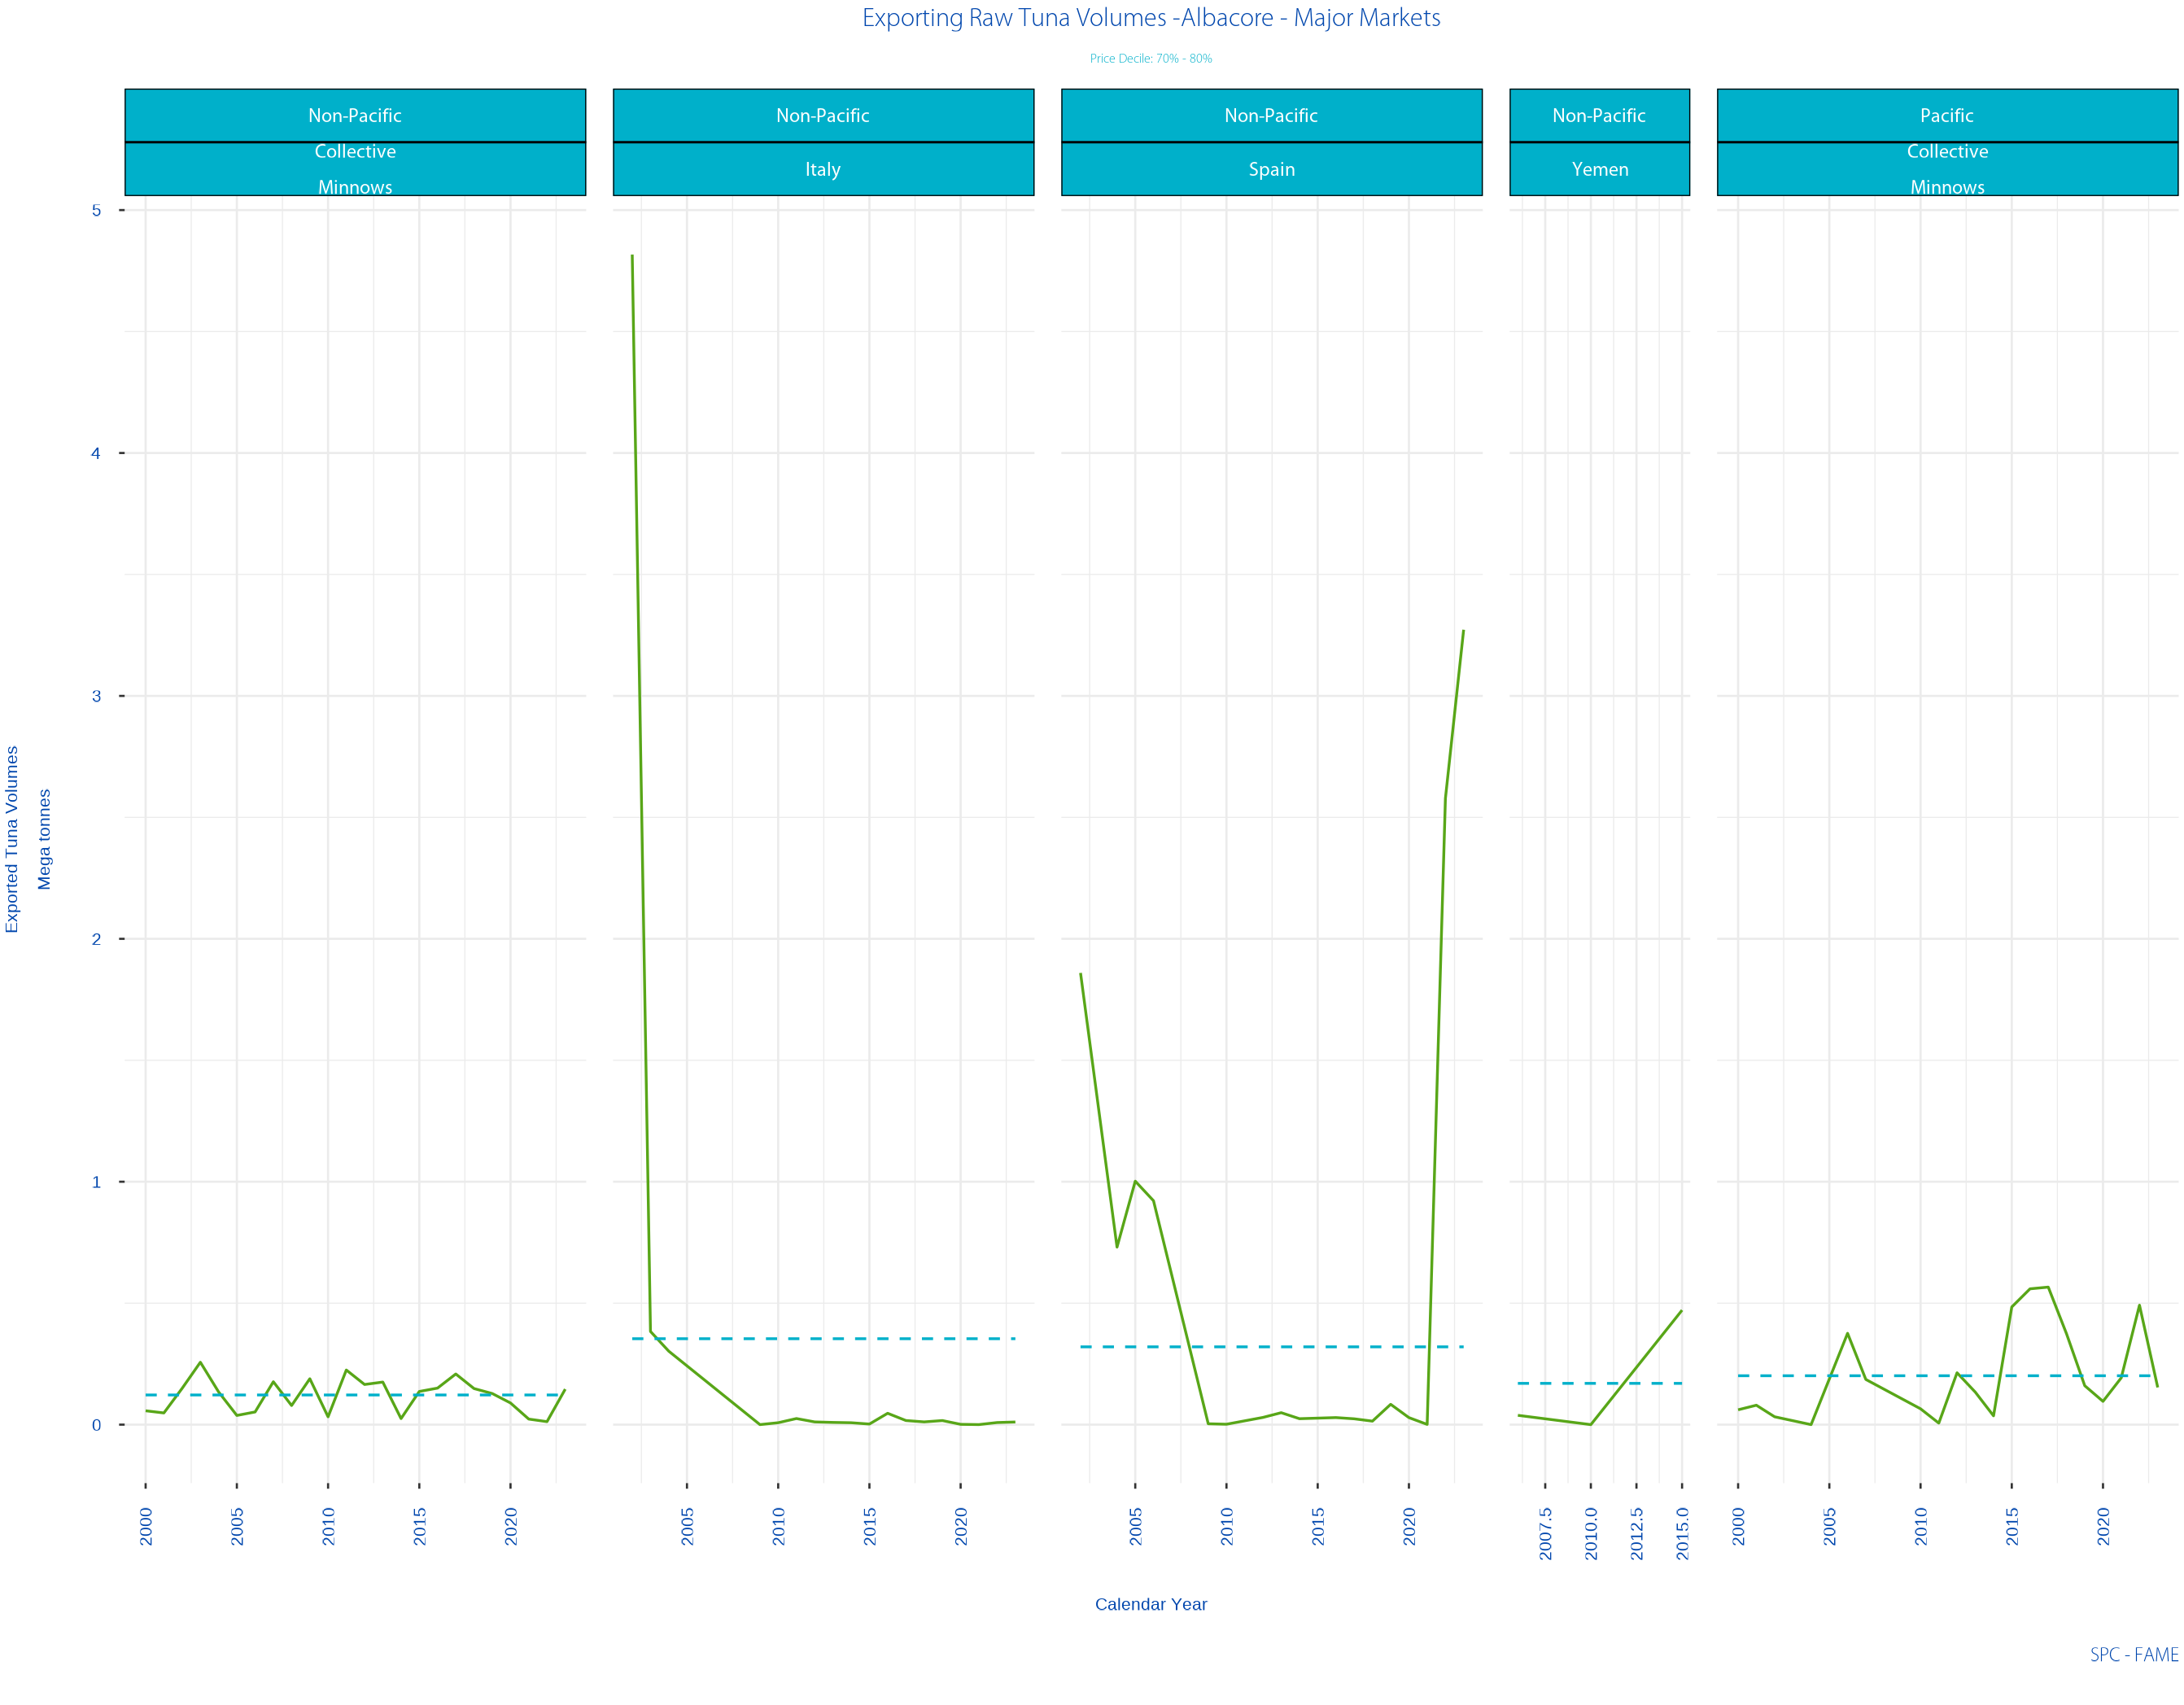 Exporting Raw Tuna Volumes -Albacore - Major Markets
Price Decile: 70% - 80%
Non-Pacific
Collective
Minnows
Non-Pacific
Italy
Non-Pacific
Spain
Non-Pacific
Yemen
Pacific
Collective
Minnows
Exported Tuna Volumes
Mega tonnes
5
4
3
2
1
0
2000
2005
2010
2015
2020
2005
2010
2015
2020
2005
2010
2015
2020
2007.5
2010.0
2012.5
2015.0
2000
2005
2010
2015
2020
Calendar Year
SPC - FAME